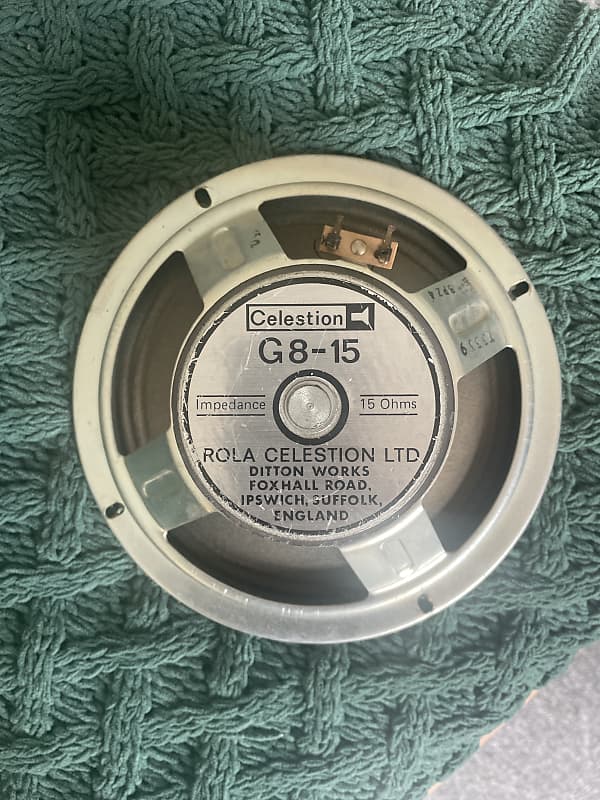 Celestion
G8-15
Impedance 15 Ohms
ROLA CELESTION LTD
DITTON WORKS
FOXHALL ROAD,
IPSWICH, SUFFOLK,
ENGLAND